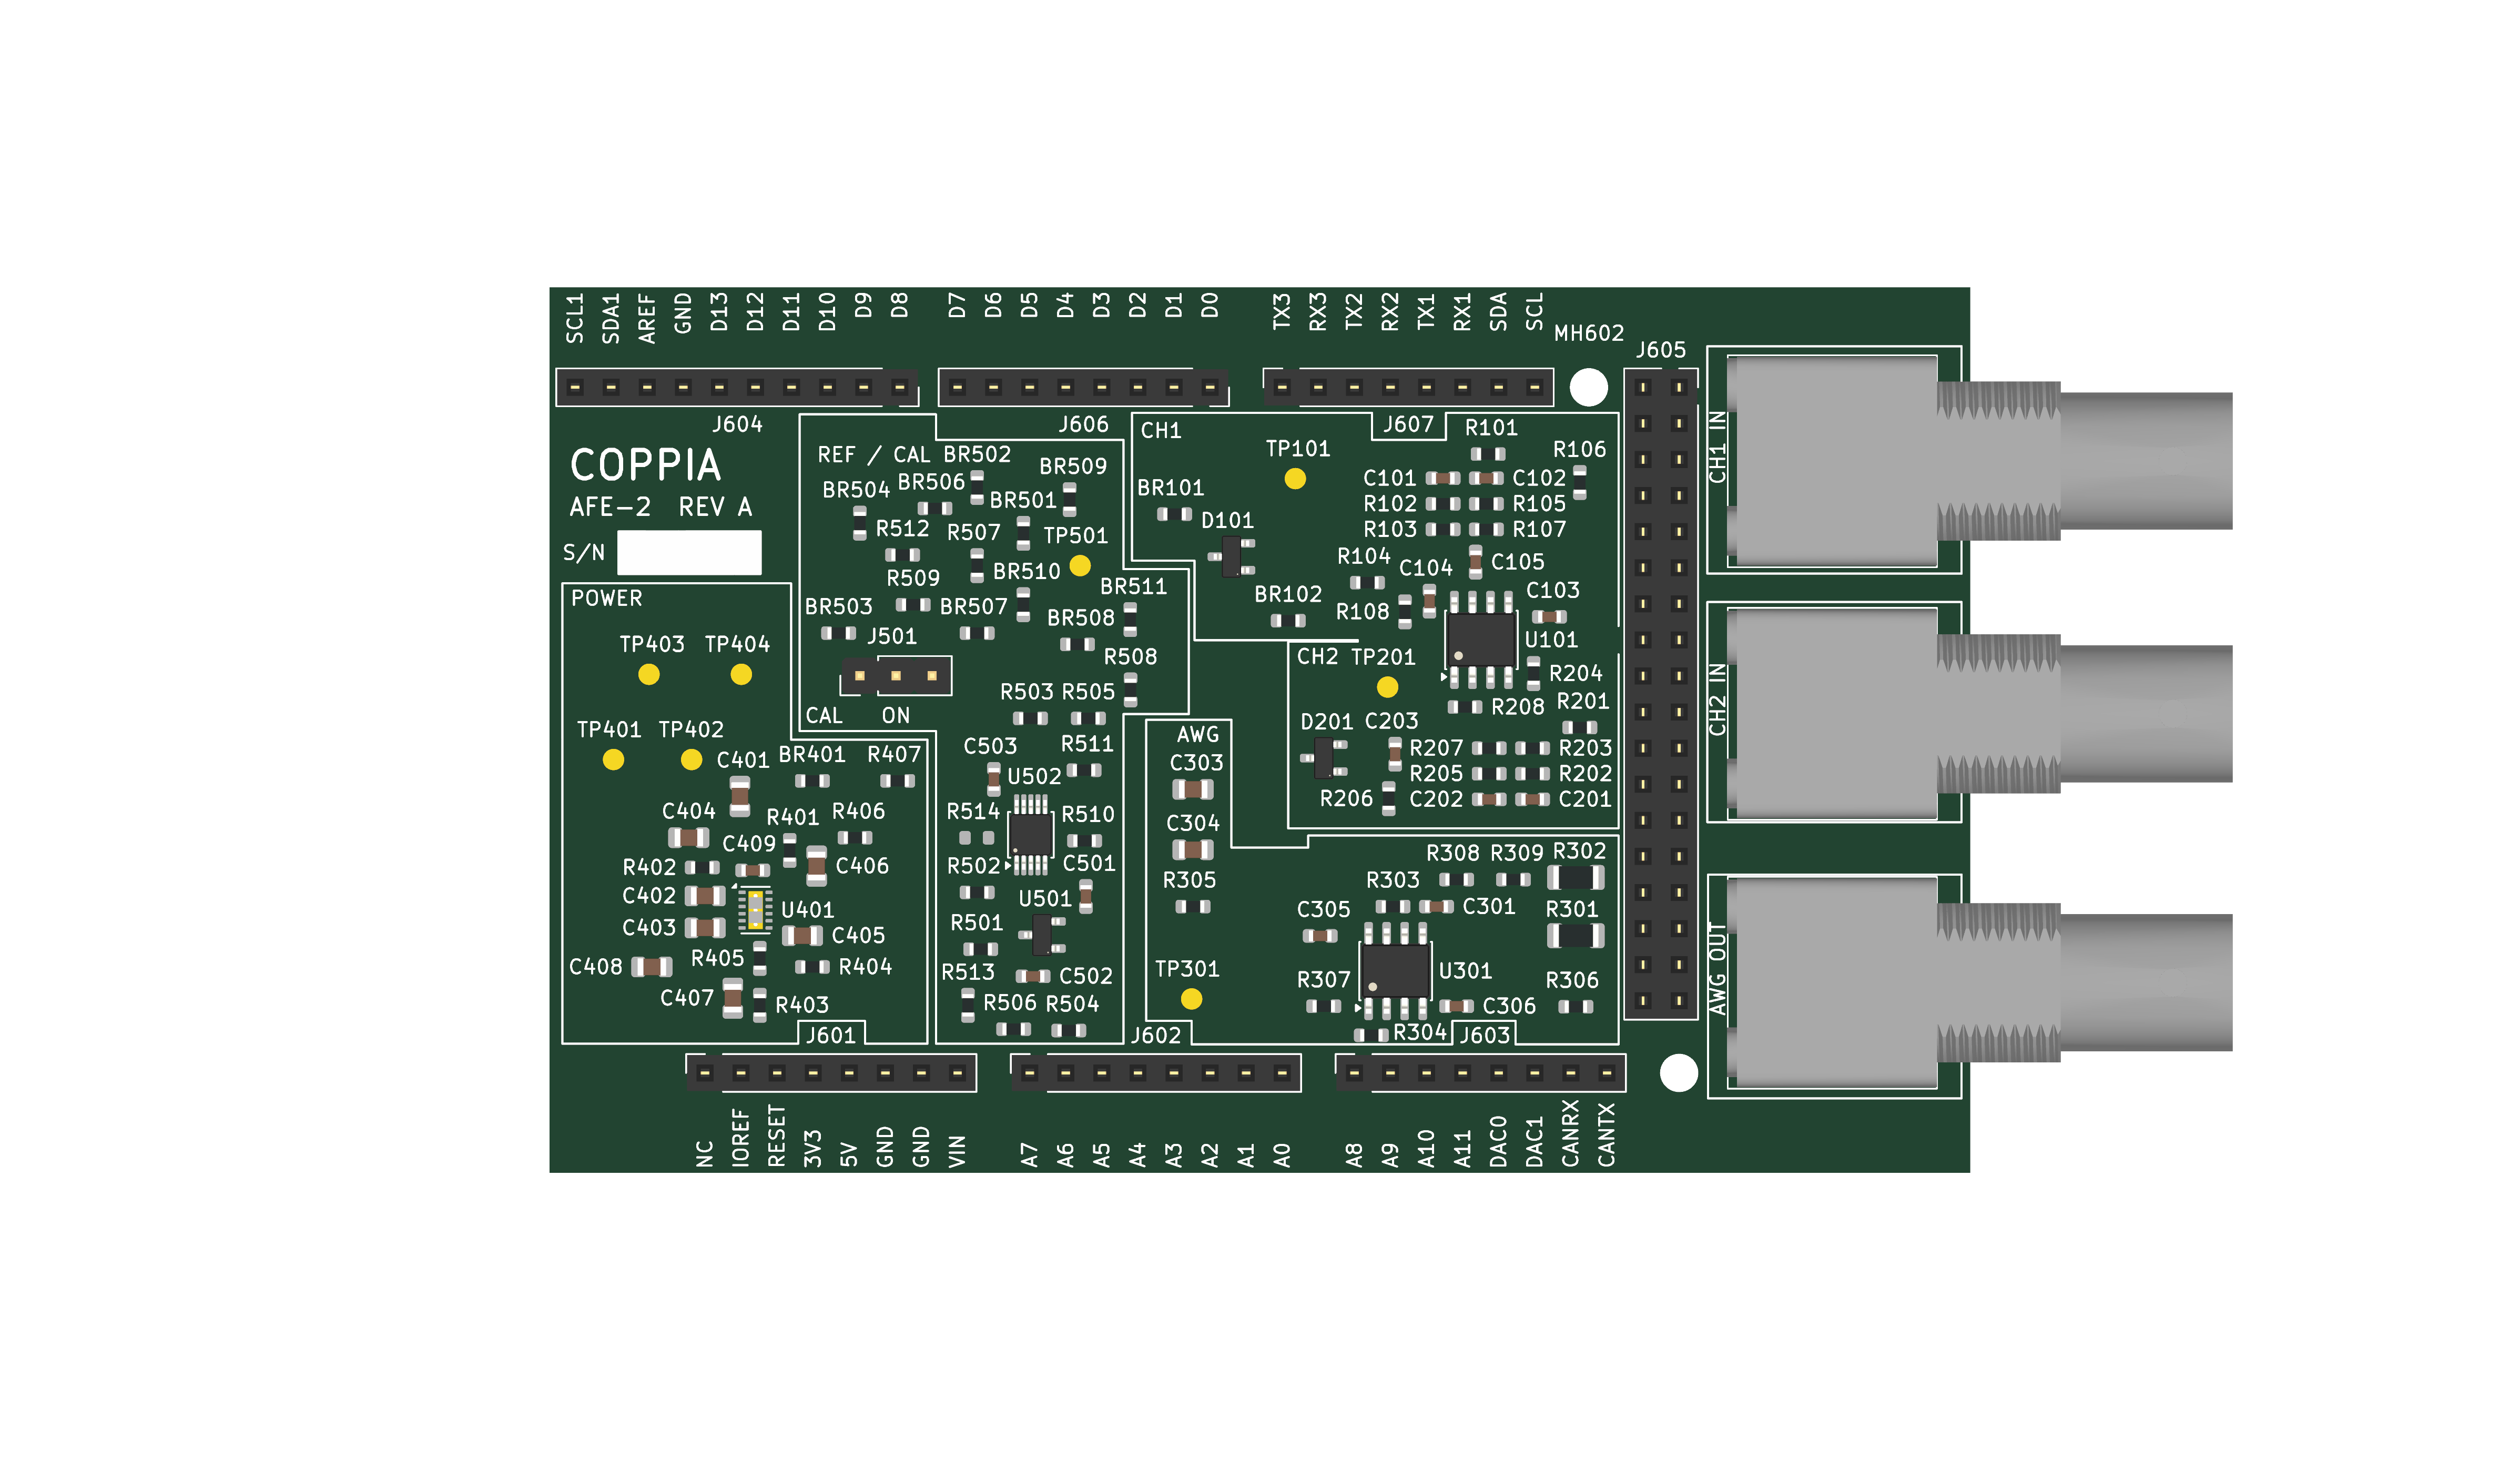 SCL1 SDA1 AREF GND D13 D12 D11 D10 D9 D8 D7 D6 D5 D4 D3 D2 D1 D0 TX3 RX3 TX2 RX2 TX1 RX1 SDA SCL
MH602
J605
J604
J606
J607
COPPIA
AFE-2 REV A
S/N
REF / CAL
BR502
BR509
BR506
BR504
BR501
R512
R507
TP501
R509
BR510
BR511
BR503
BR507
BR508
J501
R508
R503
R505
CAL
ON
CH1
TP101
R101
R106
C101
C102
BR101
R102
R105
D101
R103
R107
R104
C105
C104
BR102
C103
R108
U101
CH2
TP201
R204
R201
R208
D201
C203
R207
R203
R205
R202
R206
C202
C201
POWER
TP403
TP404
TP401
TP402
C401
BR401
R407
C404
R401
R406
C409
R402
C406
C402
U401
C403
C405
R405
C408
R404
C407
R403
J601
R511
C503
U502
R514
R510
R502
C501
U501
R501
R513
C502
R506
R504
J602
AWG
C303
C304
R305
TP301
R308
R309
R302
R303
C305
C301
R301
R307
U301
R306
C306
R304
J603
CH1 IN
CH2 IN
AWG OUT
NC IOREF RESET 3V3 5V GND GND VIN A7 A6 A5 A4 A3 A2 A1 A0 A8 A9 A10 A11 DAC0 DAC1 CANRX CANTX